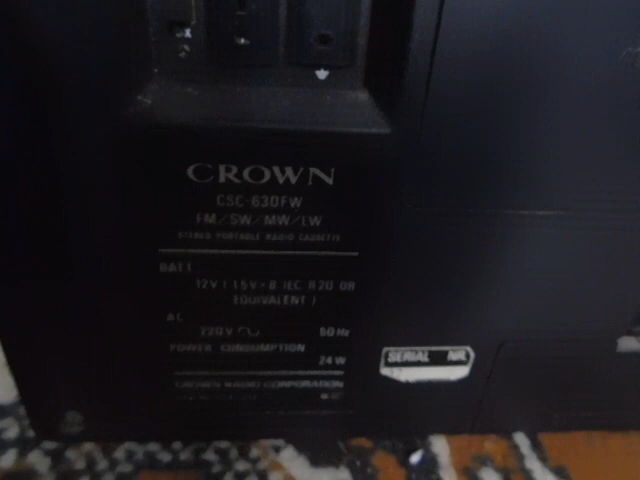 CROWN
CSC-630FW
FM/SW/MW/LW
STEREO PORTABLE RADIO CASSETTE
BATT
12V (1.5V×8 IEC R20 OR
EQUIVALENT)
AC
220V 50Hz
POWER CONSUMPTION
24W
SERIAL NR.
CROWN RADIO CORPORATION